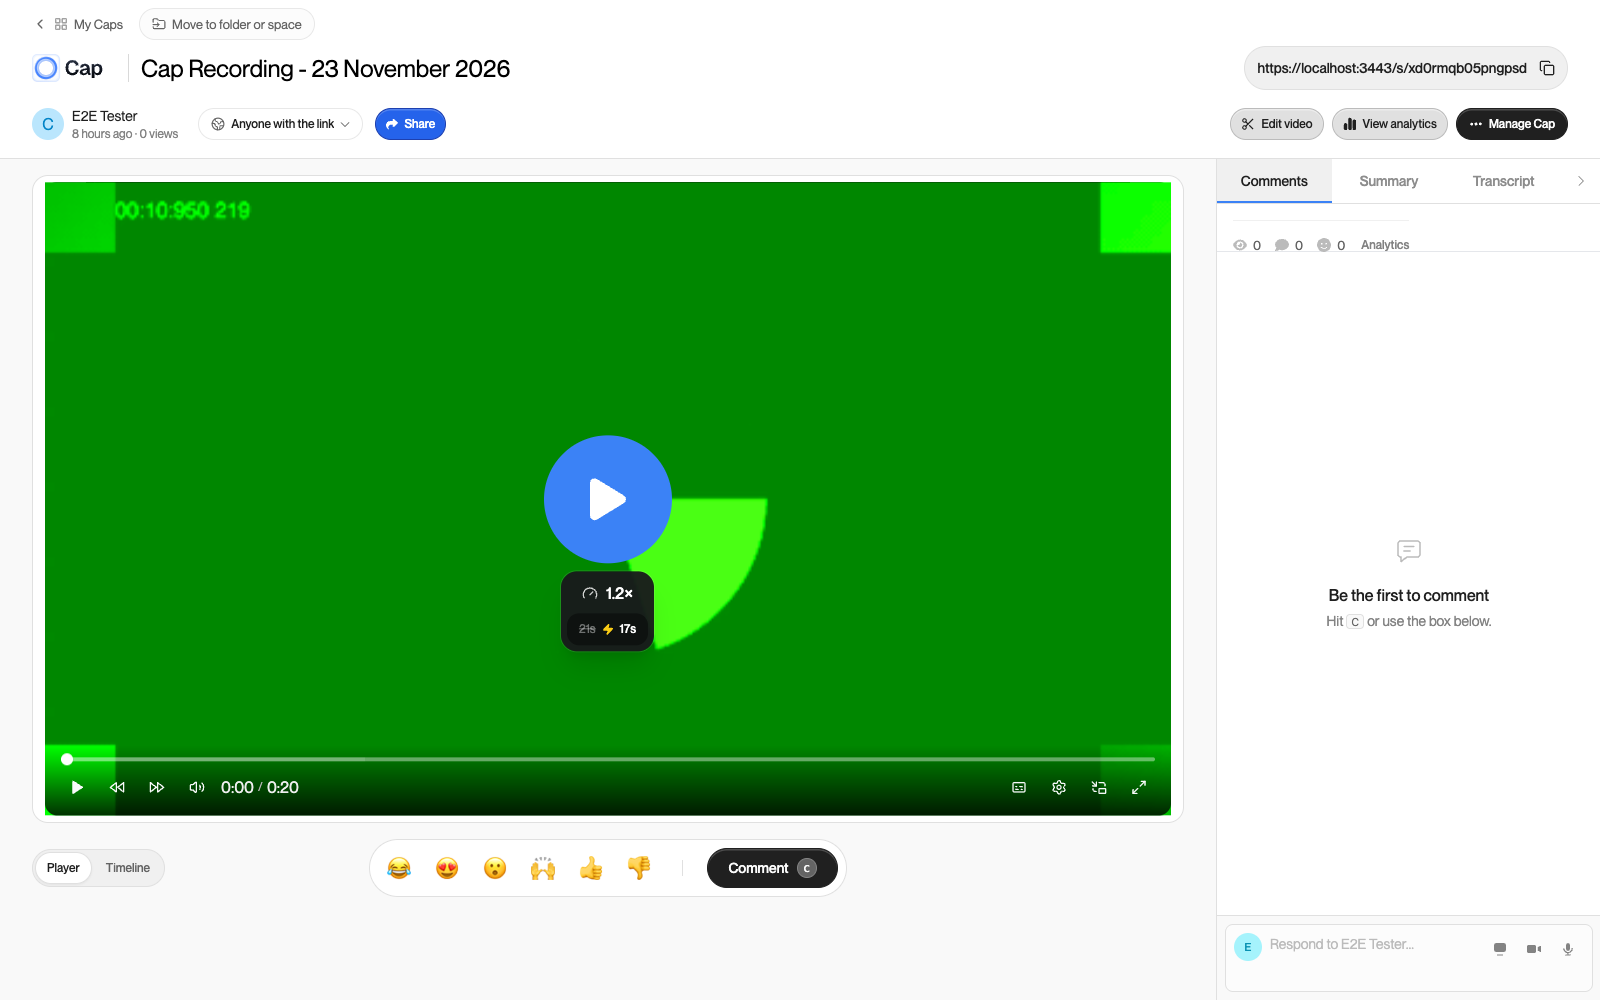 My Caps
Move to folder or space
Cap
Cap Recording - 23 November 2026
https://localhost:3443/s/xd0rmqb05pngpsd
C
E2E Tester
8 hours ago · 0 views
Anyone with the link
Share
Edit video
View analytics
Manage Cap
00:10:950 219
1.2×
21s 17s
0:00 / 0:20
Player
Timeline
Comment C
Comments
Summary
Transcript
0 0 0 Analytics
Be the first to comment
Hit C or use the box below.
E
Respond to E2E Tester...